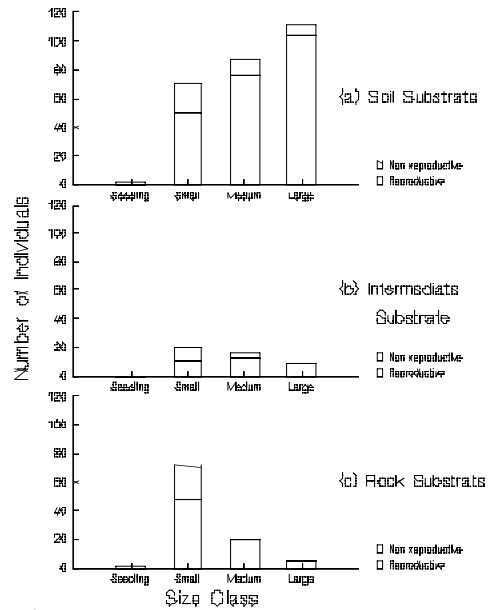 Number of Individuals
120
100
80
60
40
20
0
Seedling Small Medium Large
(a) Soil Substrate
Non reproductive
Reproductive
120
100
80
60
40
20
0
Seedling Small Medium Large
(b) Intermediats
Substrate
Non reproductive
Reproductive
120
100
80
60
40
20
0
Seedling Small Medium Large
(c) Rock Substrats
Non reproductive
Reproductive
Size Class